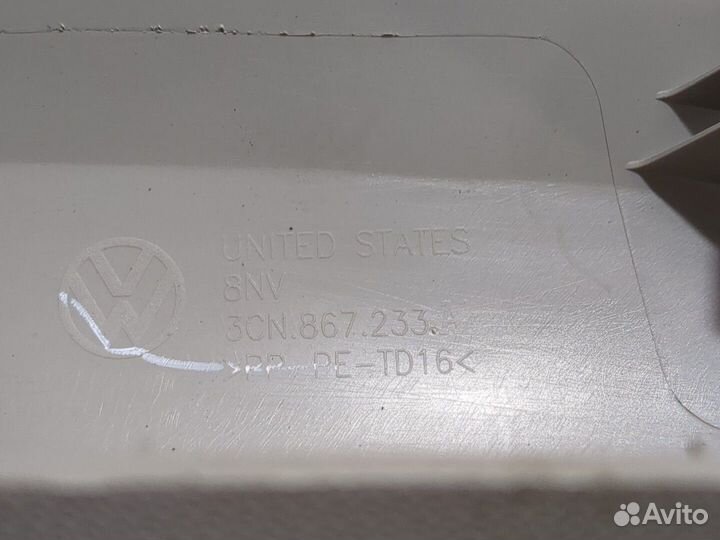 UNITED STATES
8NV
3CN.867.233.A
>PP PE-TD16<
Avito